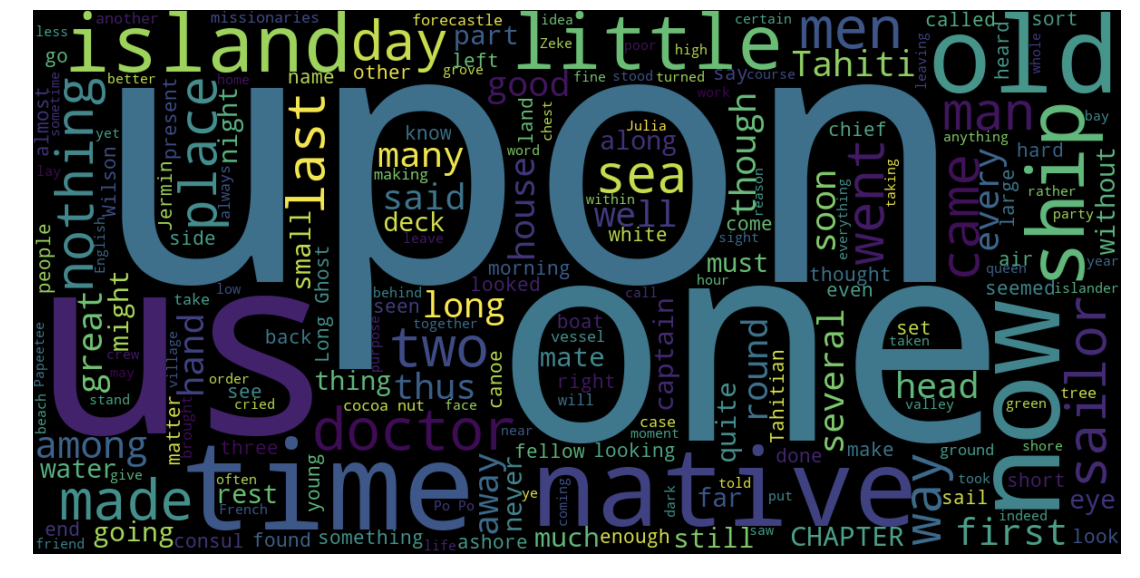 less
another
missionaries
forecastle
idea
certain
called
sort
go
island
day
part
little
Zeke
poor
high
men
old
heard
whole
better
home
name
other
left
grove
fine
stood
turned
say
course
work
Tahiti
leaving
almost
sometime
nothing
yet
present
place
night
last
good
upon
know
many
making
said
deck
leave
Julia
word
chest
along
sea
within
well
white
though
reason
chief
soon
everything
went
taking
man
anything
came
every
hard
large
rather
ship
bay
party
without
lay
Wilson
English
Jermin
always
side
small
house
come
must
sight
hour
thought
even
air
queen
seemed
year
islander
people
great
might
low
take
hand
us
back
Ghost
Long
looked
morning
seen
behind
long
together
call
boat
vessel
one
captain
round
Tahitian
several
set
taken
head
valley
now
green
tree
sailor
beach
Papeetee
crew
may
stand
village
order
see
cried
thing
purpose
two
thus
canoe
mate
right
will
case
moment
quite
done
make
ground
shore
among
matter
brought
three
cocoa nut
face
doctor
near
fellow
looking
water
give
made
time
often
rest
French
young
Po Po
away
never
ye
native
coming
told
dark
far
put
way
took
sail
short
indeed
eye
end
friend
going
consul
found
something
life
ashore
much
enough
still
saw
CHAPTER
first
look